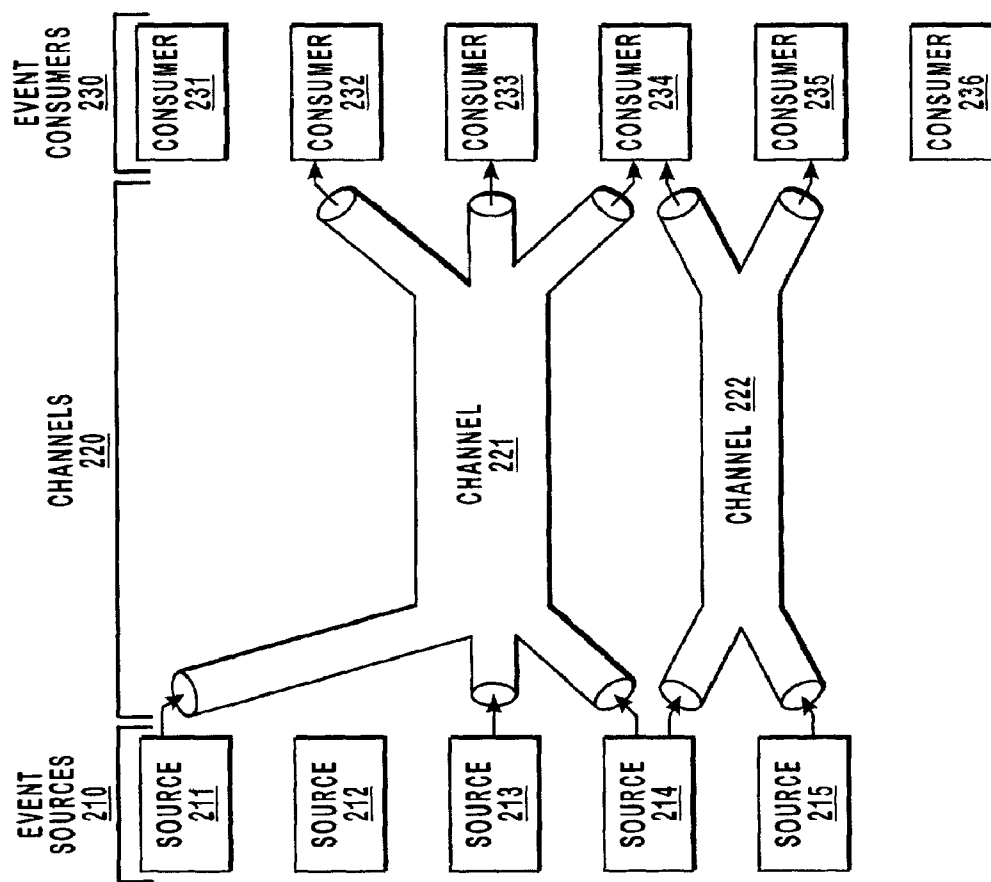 EVENT
SOURCES
210
CHANNELS
220
EVENT
CONSUMERS
230
SOURCE
211
SOURCE
212
SOURCE
213
SOURCE
214
SOURCE
215
CHANNEL
221
CHANNEL 222
CONSUMER
231
CONSUMER
232
CONSUMER
233
CONSUMER
234
CONSUMER
235
CONSUMER
236